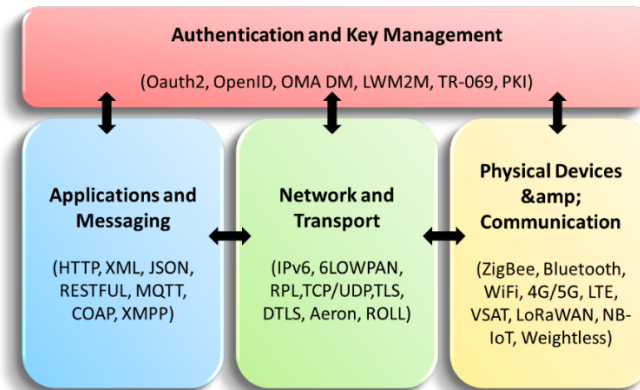 Authentication and Key Management
(Oauth2, OpenID, OMA DM, LWM2M, TR-069, PKI)
Applications and
Messaging
(HTTP, XML, JSON,
RESTFUL, MQTT,
COAP, XMPP)
Network and
Transport
(IPv6, 6LOWPAN,
RPL,TCP/UDP,TLS,
DTLS, Aeron, ROLL)
Physical Devices
&amp;
Communication
(ZigBee, Bluetooth,
WiFi, 4G/5G, LTE,
VSAT, LoRaWAN, NB-
IoT, Weightless)